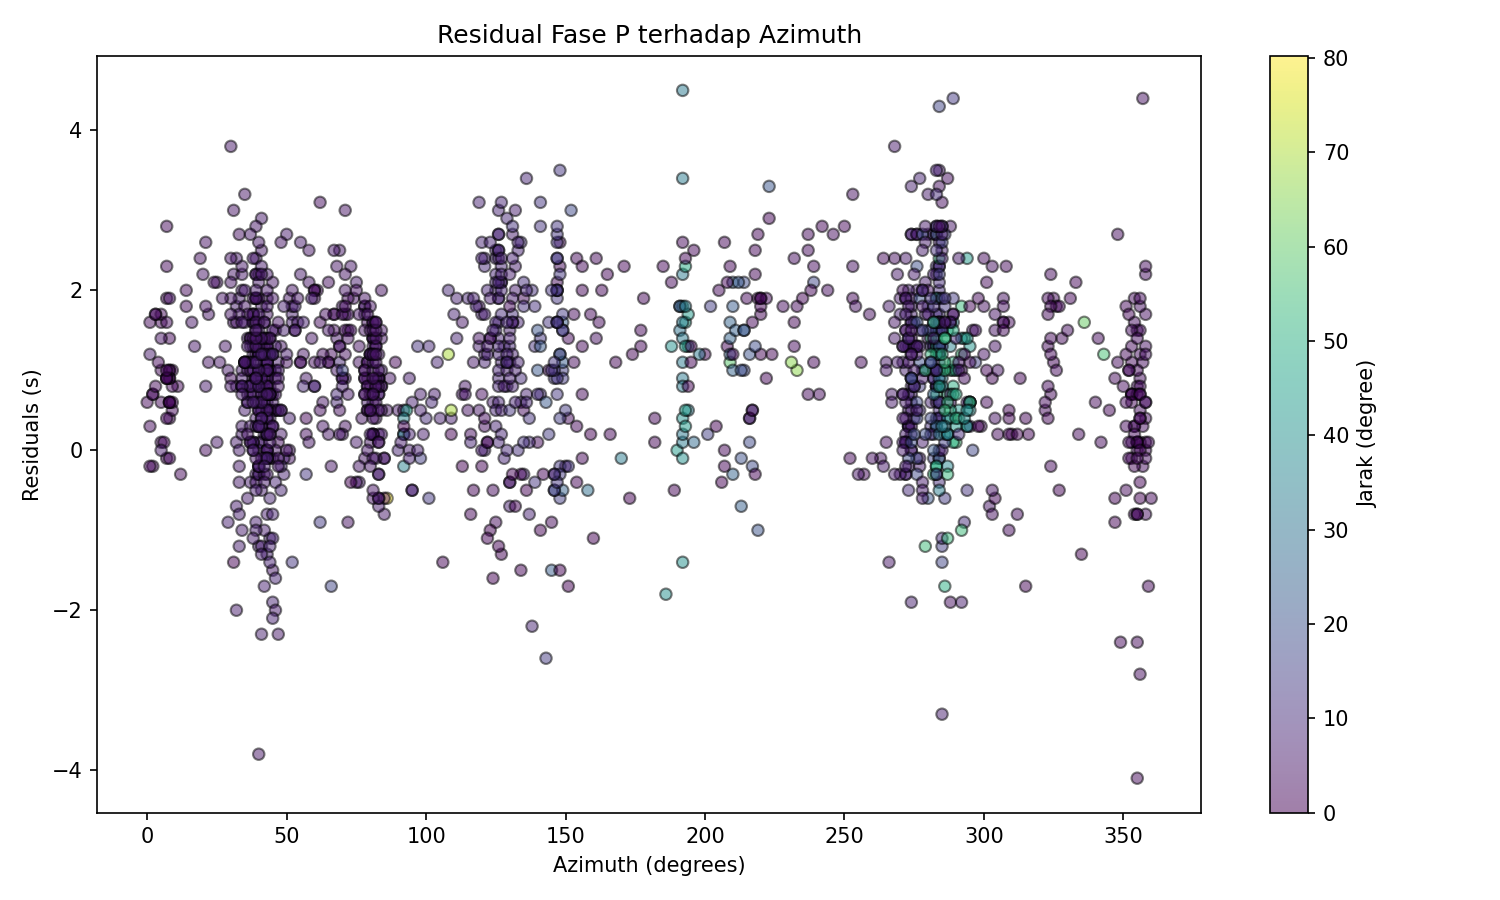 Residual Fase P terhadap Azimuth
Residuals (s)
4
2
0
−2
−4
0 50 100 150 200 250 300 350
Azimuth (degrees)
80
70
60
50
40
30
20
10
0
Jarak (degree)